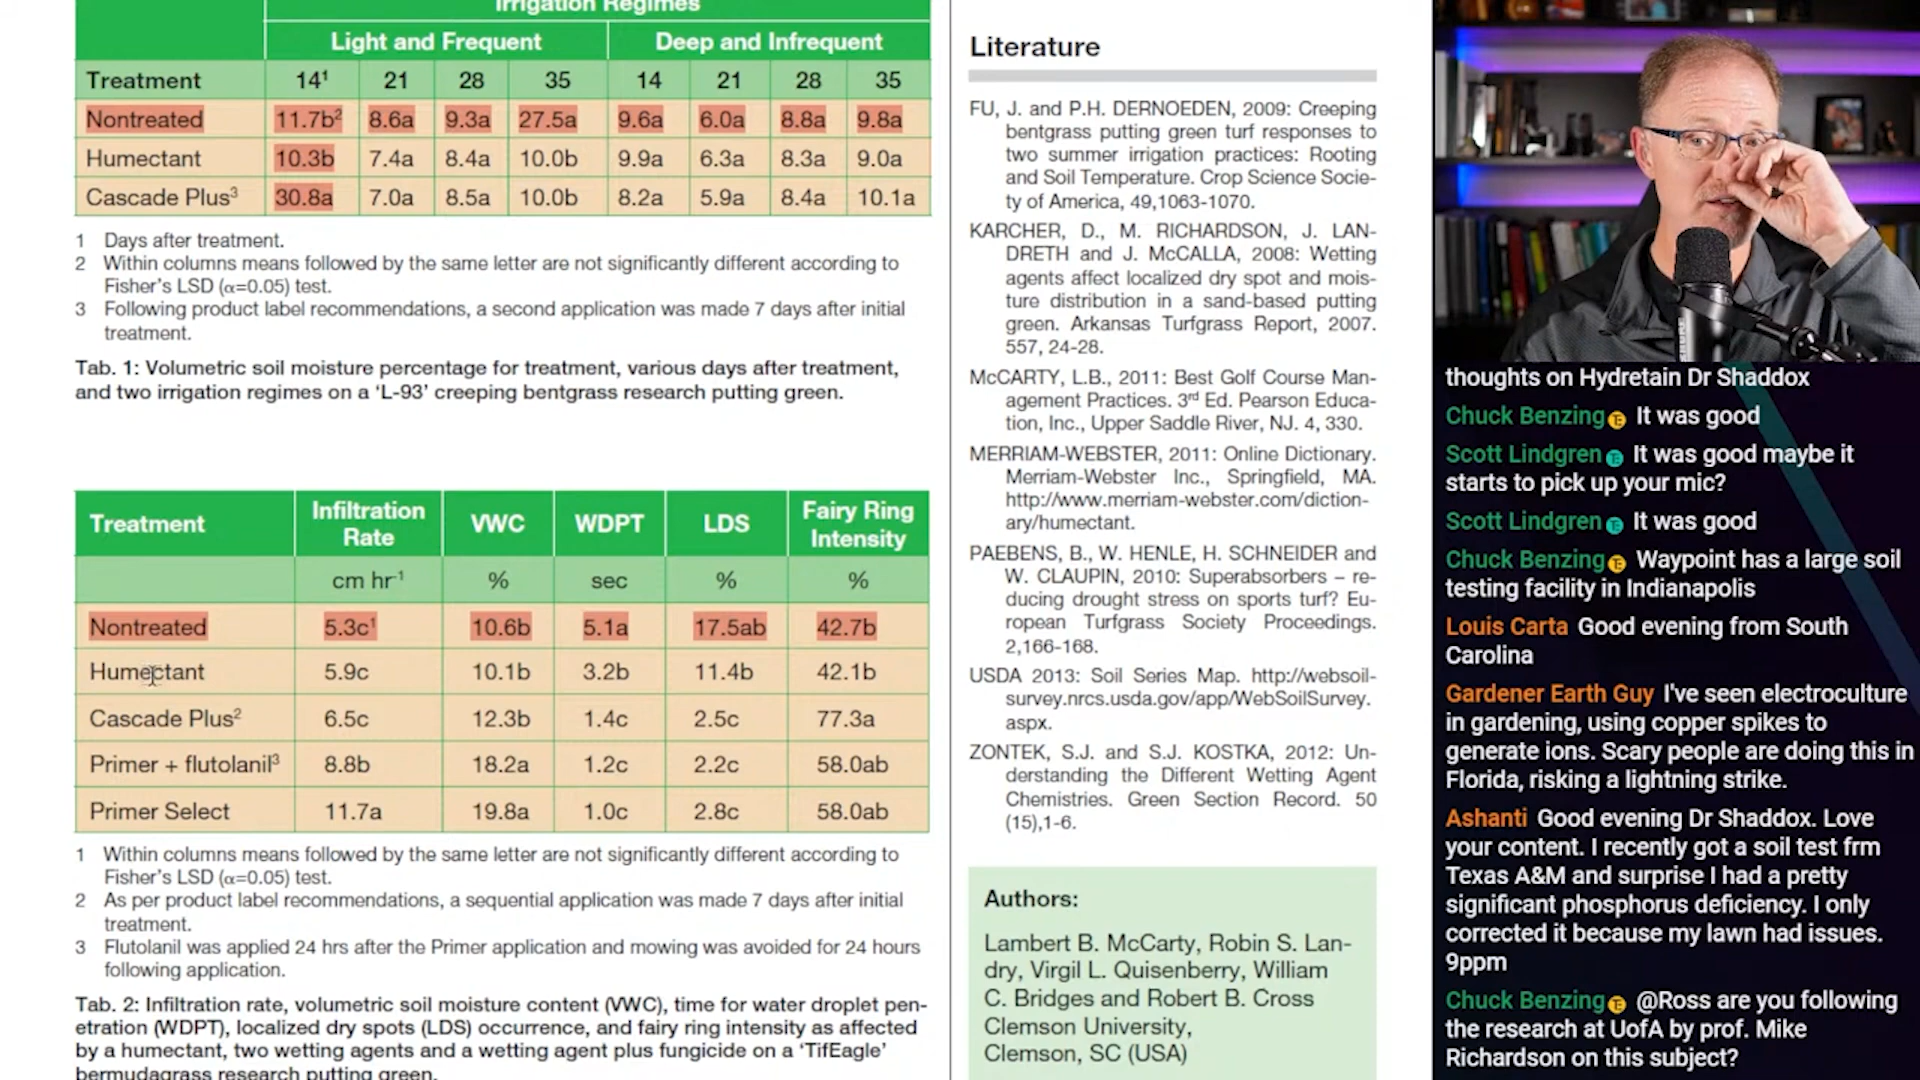 Irrigation Regimes
Light and Frequent Deep and Infrequent
Treatment 14¹ 21 28 35 14 21 28 35
Nontreated 11.7b² 8.6a 9.3a 27.5a 9.6a 6.0a 8.8a 9.8a
Humectant 10.3b 7.4a 8.4a 10.0b 9.9a 6.3a 8.3a 9.0a
Cascade Plus³ 30.8a 7.0a 8.5a 10.0b 8.2a 5.9a 8.4a 10.1a
1 Days after treatment.
2 Within columns means followed by the same letter are not significantly different according to
Fisher's LSD (α=0.05) test.
3 Following product label recommendations, a second application was made 7 days after initial
treatment.
Tab. 1: Volumetric soil moisture percentage for treatment, various days after treatment,
and two irrigation regimes on a 'L-93' creeping bentgrass research putting green.
Treatment Infiltration Rate VWC WDPT LDS Fairy Ring Intensity
cm hr⁻¹ % sec % %
Nontreated 5.3c¹ 10.6b 5.1a 17.5ab 42.7b
Humectant 5.9c 10.1b 3.2b 11.4b 42.1b
Cascade Plus² 6.5c 12.3b 1.4c 2.5c 77.3a
Primer + flutolanil³ 8.8b 18.2a 1.2c 2.2c 58.0ab
Primer Select 11.7a 19.8a 1.0c 2.8c 58.0ab
1 Within columns means followed by the same letter are not significantly different according to
Fisher's LSD (α=0.05) test.
2 As per product label recommendations, a sequential application was made 7 days after initial
treatment.
3 Flutolanil was applied 24 hrs after the Primer application and mowing was avoided for 24 hours
following application.
Tab. 2: Infiltration rate, volumetric soil moisture content (VWC), time for water droplet pen-
etration (WDPT), localized dry spots (LDS) occurrence, and fairy ring intensity as affected
by a humectant, two wetting agents and a wetting agent plus fungicide on a 'TifEagle'
bermudagrass research putting green.
Literature
FU, J. and P.H. DERNOEDEN, 2009: Creeping
bentgrass putting green turf responses to
two summer irrigation practices: Rooting
and Soil Temperature. Crop Science Socie-
ty of America, 49,1063-1070.
KARCHER, D., M. RICHARDSON, J. LAN-
DRETH and J. McCALLA, 2008: Wetting
agents affect localized dry spot and mois-
ture distribution in a sand-based putting
green. Arkansas Turfgrass Report, 2007.
557, 24-28.
McCARTY, L.B., 2011: Best Golf Course Man-
agement Practices. 3rd Ed. Pearson Educa-
tion, Inc., Upper Saddle River, NJ. 4, 330.
MERRIAM-WEBSTER, 2011: Online Dictionary.
Merriam-Webster Inc., Springfield, MA.
http://www.merriam-webster.com/diction-
ary/humectant.
PAEBENS, B., W. HENLE, H. SCHNEIDER and
W. CLAUPIN, 2010: Superabsorbers – re-
ducing drought stress on sports turf? Eu-
ropean Turfgrass Society Proceedings.
2,166-168.
USDA 2013: Soil Series Map. http://websoil-
survey.nrcs.usda.gov/app/WebSoilSurvey.
aspx.
ZONTEK, S.J. and S.J. KOSTKA, 2012: Un-
derstanding the Different Wetting Agent
Chemistries. Green Section Record. 50
(15),1-6.
Authors:
Lambert B. McCarty, Robin S. Lan-
dry, Virgil L. Quisenberry, William
C. Bridges and Robert B. Cross
Clemson University,
Clemson, SC (USA)
thoughts on Hydretain Dr Shaddox
Chuck Benzing It was good
Scott Lindgren It was good maybe it
starts to pick up your mic?
Scott Lindgren It was good
Chuck Benzing Waypoint has a large soil
testing facility in Indianapolis
Louis Carta Good evening from South
Carolina
Gardener Earth Guy I've seen electroculture
in gardening, using copper spikes to
generate ions. Scary people are doing this in
Florida, risking a lightning strike.
Ashanti Good evening Dr Shaddox. Love
your content. I recently got a soil test frm
Texas A&M and surprise I had a pretty
significant phosphorus deficiency. I only
corrected it because my lawn had issues.
9ppm
Chuck Benzing @Ross are you following
the research at UofA by prof. Mike
Richardson on this subject?